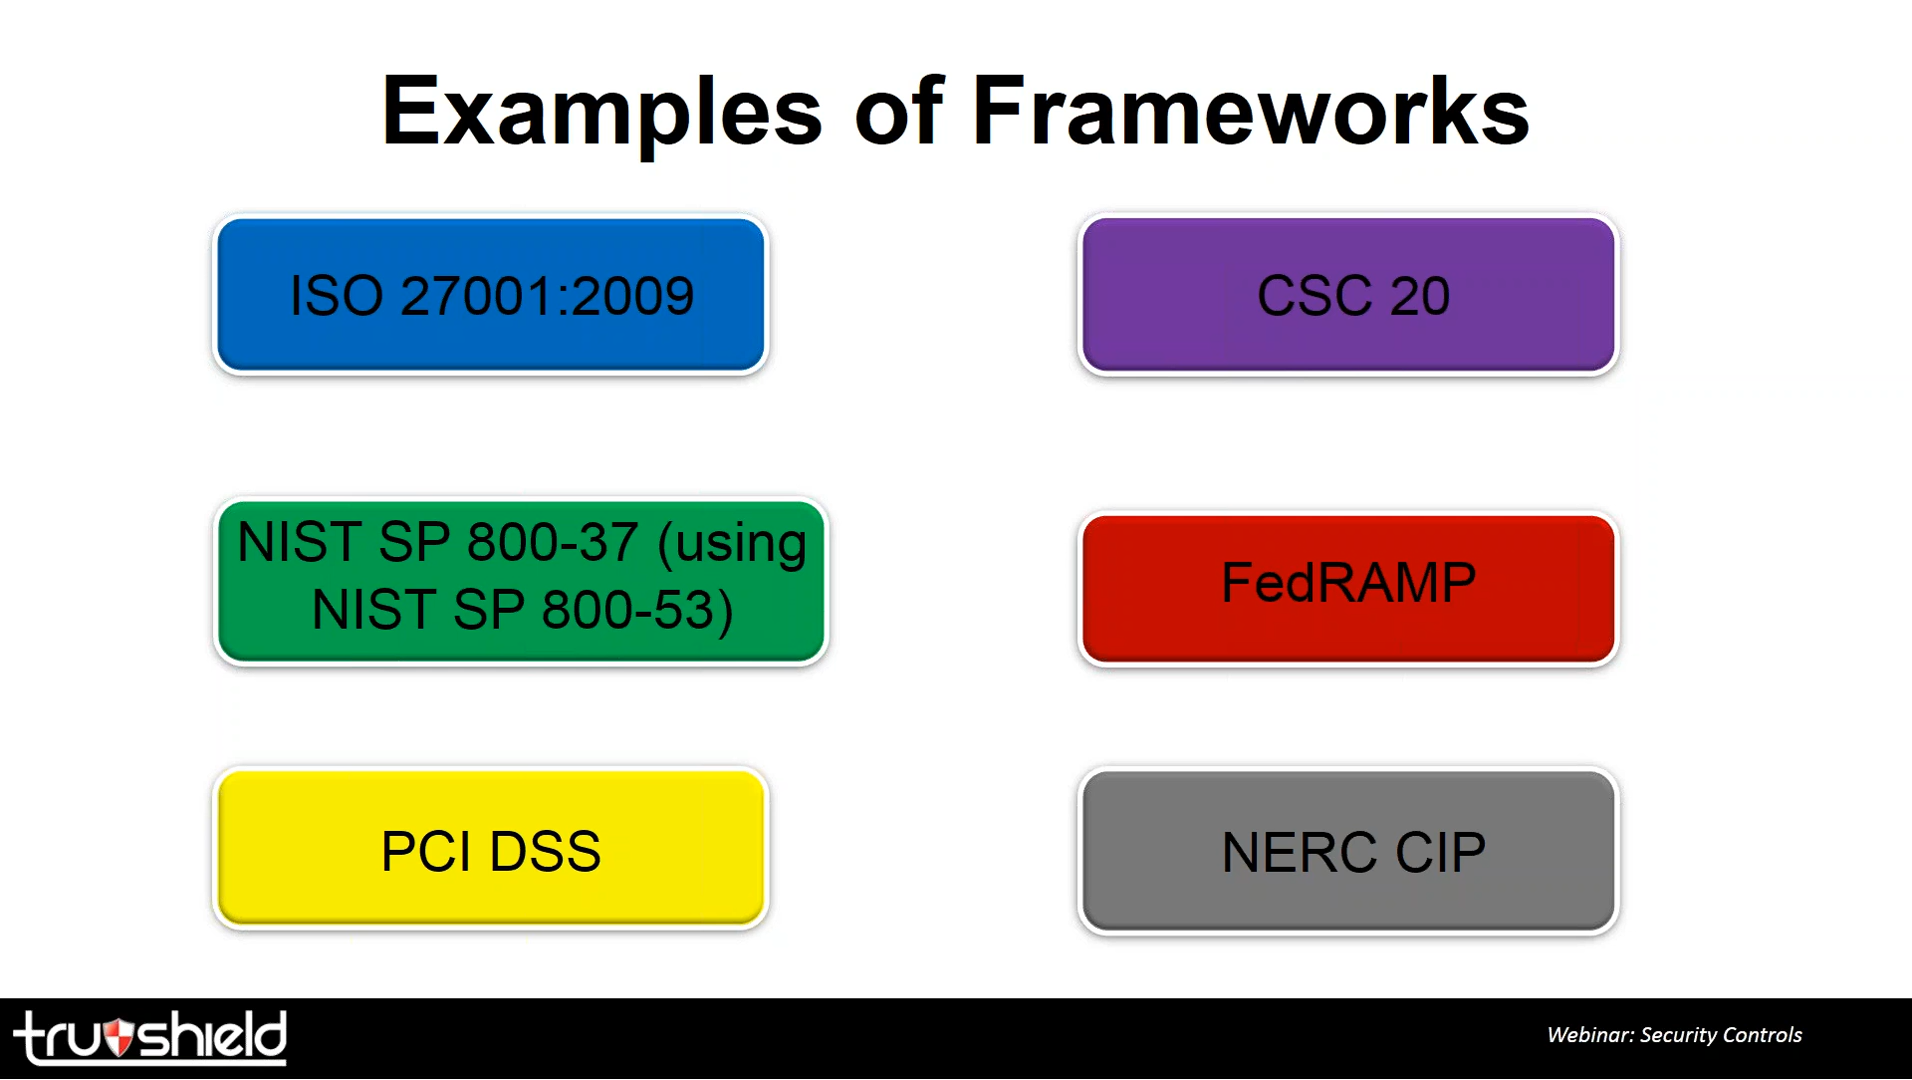 Examples of Frameworks
ISO 27001:2009
CSC 20
NIST SP 800-37 (using
NIST SP 800-53)
FedRAMP
PCI DSS
NERC CIP
trushield
Webinar: Security Controls